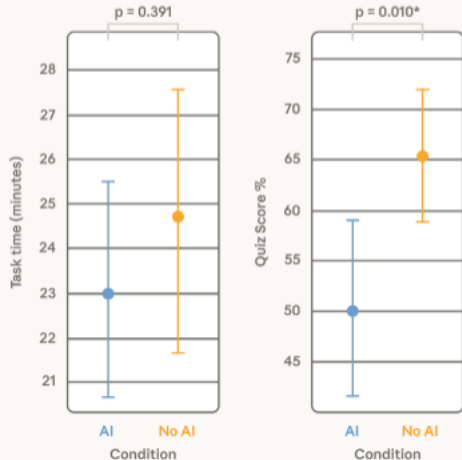 p = 0.391
Task time (minutes)
28
27
26
25
24
23
22
21
AI No AI
Condition
p = 0.010*
Quiz Score %
75
70
65
60
55
50
45
AI No AI
Condition